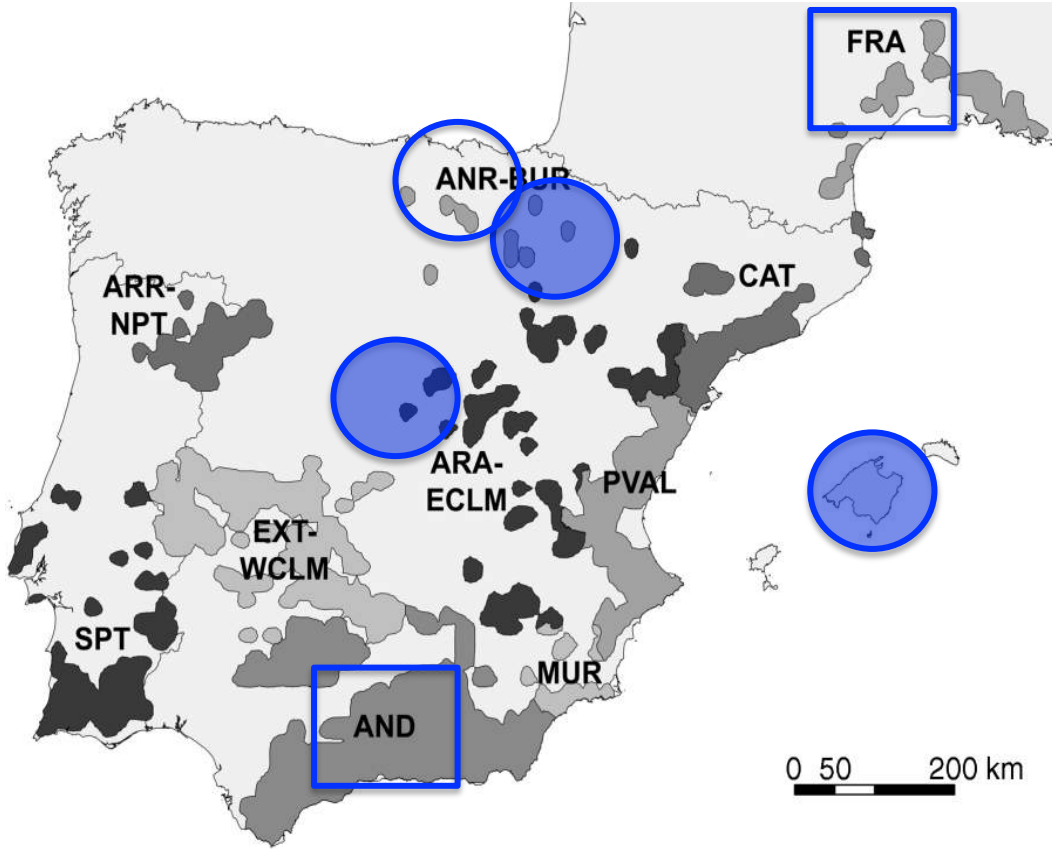 FRA
ANR-BUR
CAT
ARR-
NPT
ARA-
ECLM
PVAL
EXT-
WCLM
SPT
MUR
AND
0 50 200 km